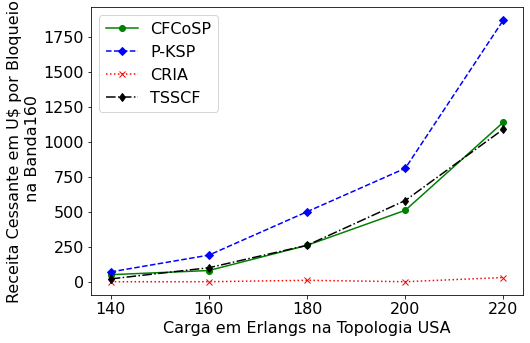 Receita Cessante em U$ por Bloqueio
na Banda160
1750
1500
1250
1000
750
500
250
0
CFCoSP
P-KSP
CRIA
TSSCF
140 160 180 200 220
Carga em Erlangs na Topologia USA